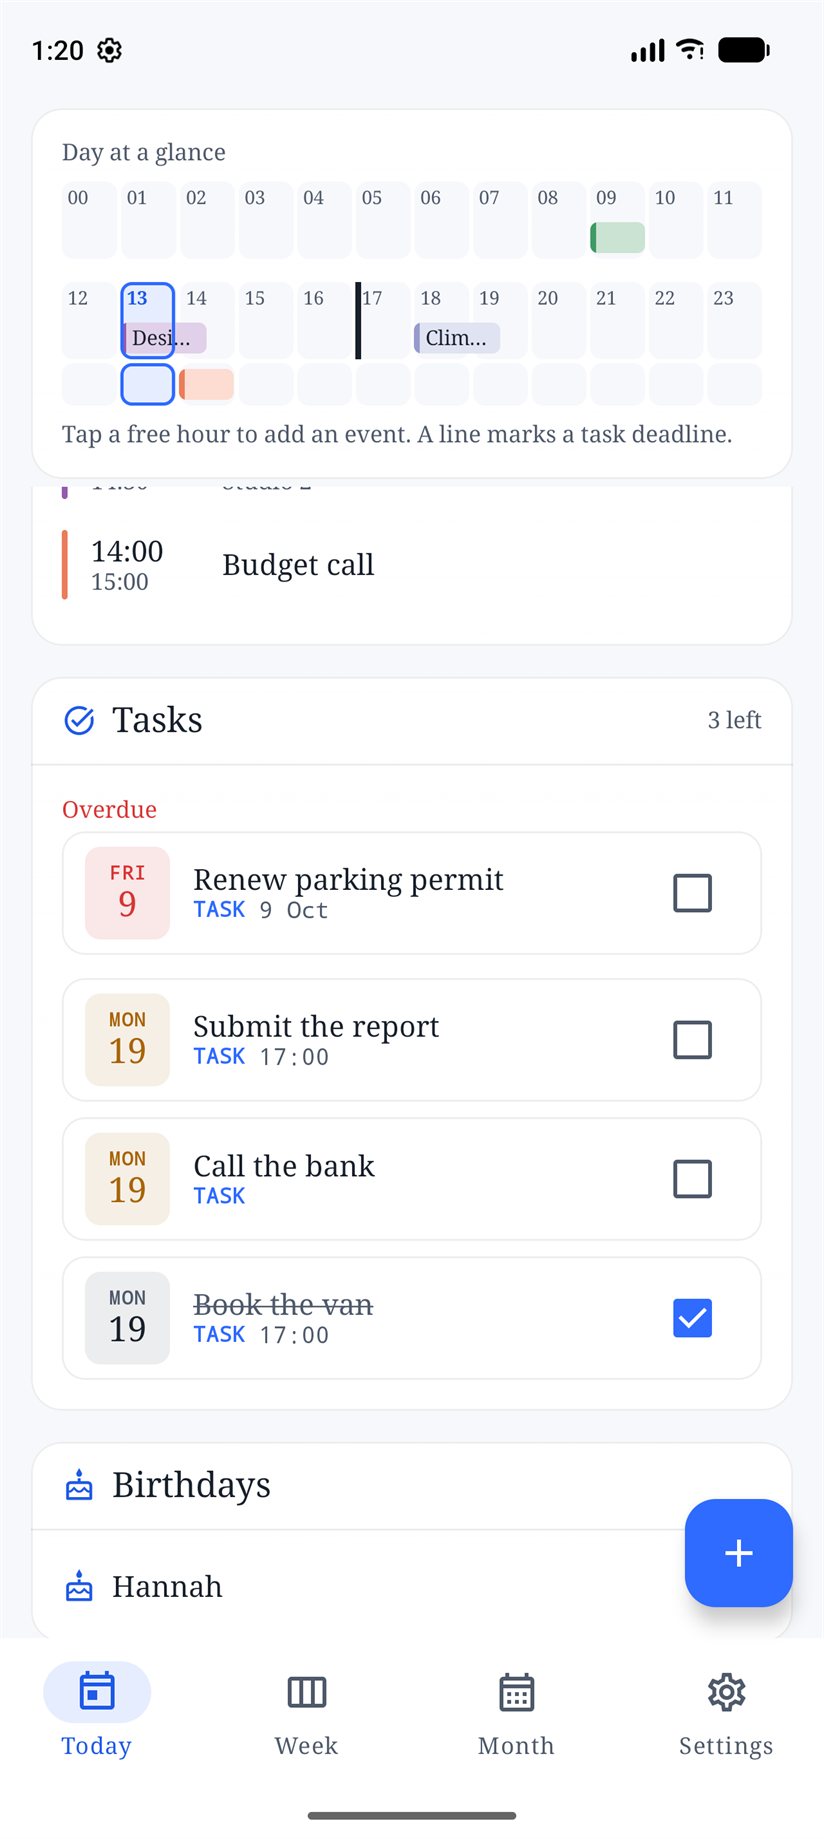 1:20
Day at a glance
00 01 02 03 04 05 06 07 08 09 10 11
12 13 14 15 16 17 18 19 20 21 22 23
Desi... Clim...
Tap a free hour to add an event. A line marks a task deadline.
14:00
Budget call
15:00
Tasks
3 left
Overdue
FRI
9
Renew parking permit
TASK 9 Oct
MON
19
Submit the report
TASK 17:00
MON
19
Call the bank
TASK
MON
19
Book the van
TASK 17:00
Birthdays
Hannah
Today Week Month Settings